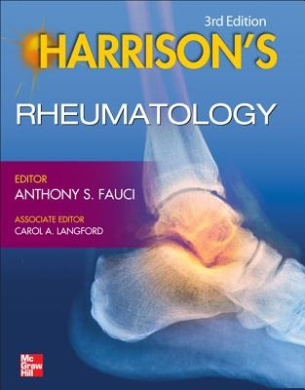 3rd Edition
HARRISON'S
RHEUMATOLOGY
EDITOR
ANTHONY S. FAUCI
ASSOCIATE EDITOR
CAROL A. LANGFORD
Mc
Graw
Hill